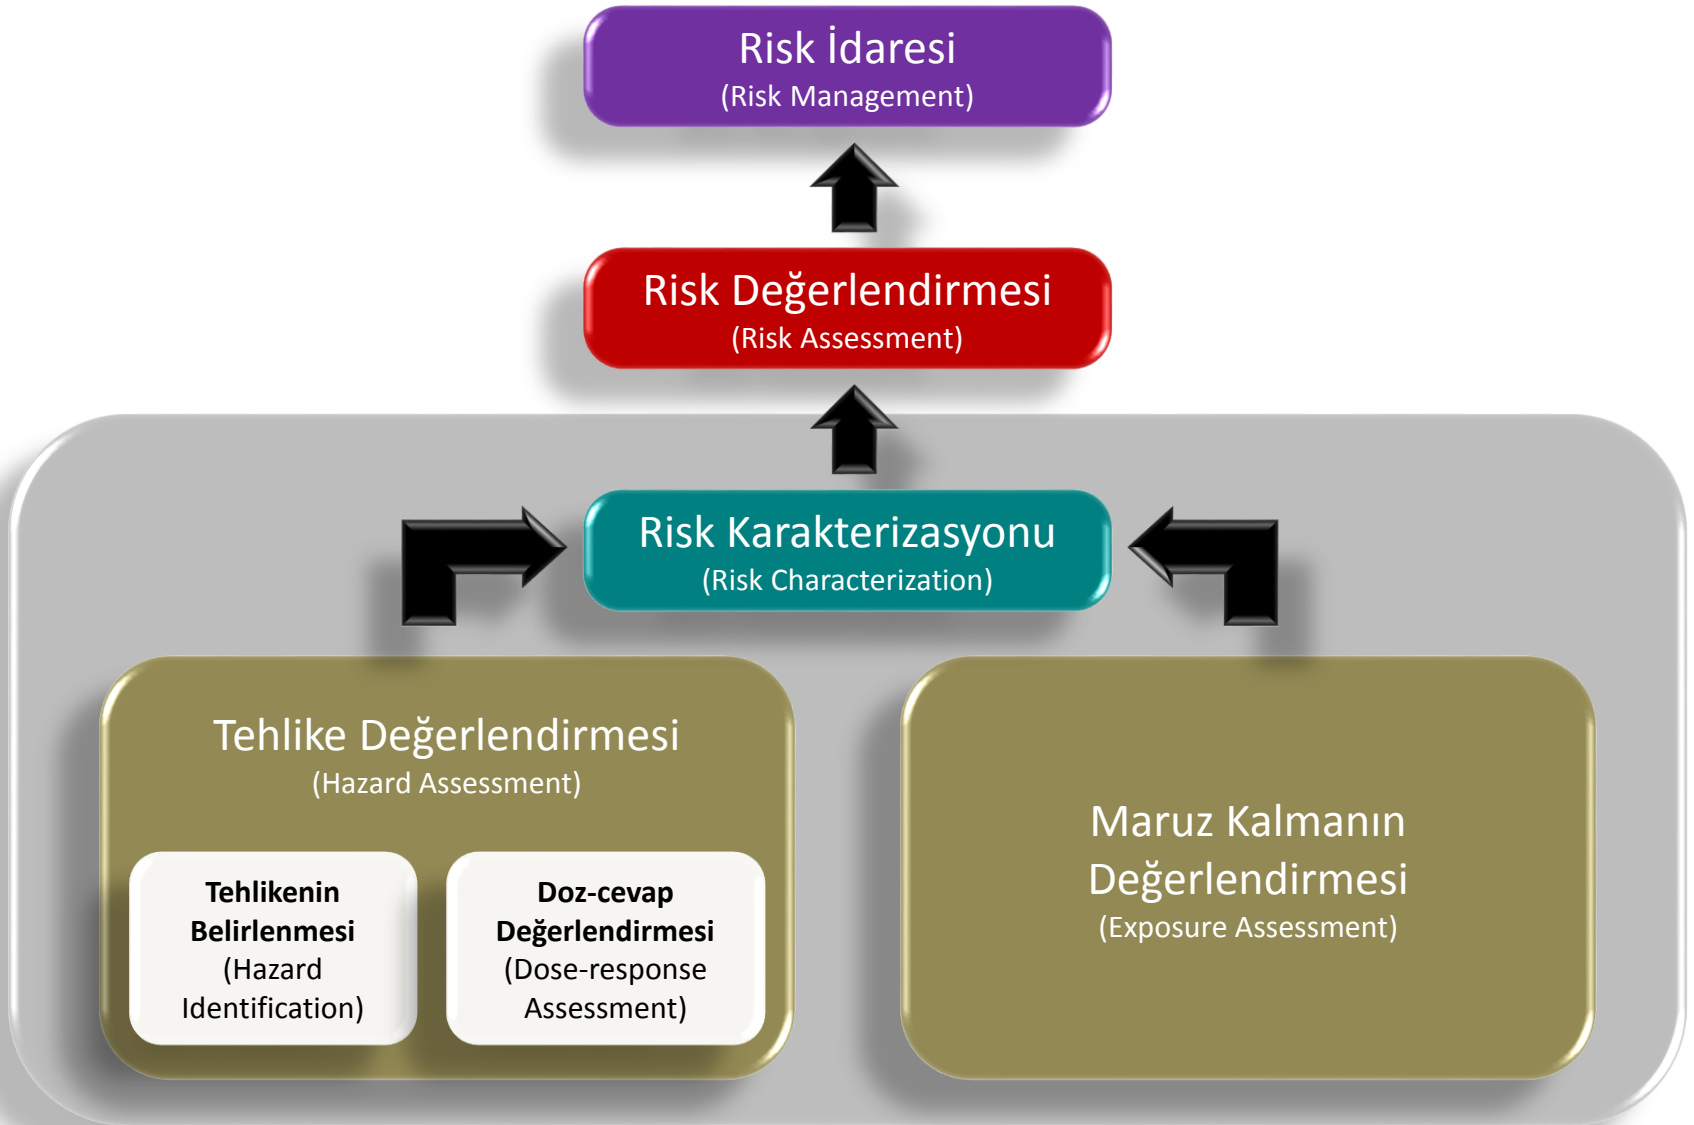 Risk İdaresi
(Risk Management)
Risk Değerlendirmesi
(Risk Assessment)
Risk Karakterizasyonu
(Risk Characterization)
Tehlike Değerlendirmesi
(Hazard Assessment)
Tehlikenin
Belirlenmesi
(Hazard
Identification)
Doz-cevap
Değerlendirmesi
(Dose-response
Assessment)
Maruz Kalmanın
Değerlendirmesi
(Exposure Assessment)